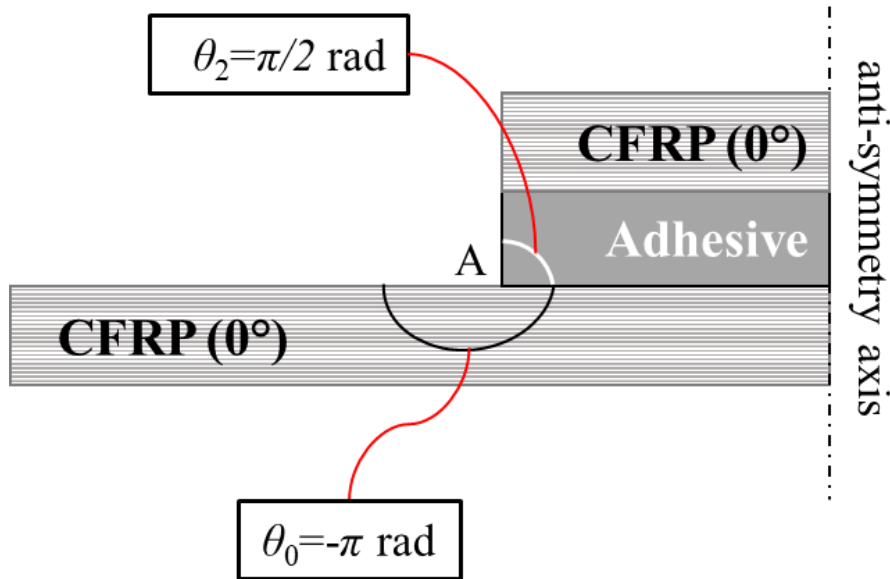 θ₂=π/2 rad
CFRP (0°)
Adhesive
A
CFRP (0°)
anti-symmetry axis
θ₀=-π rad